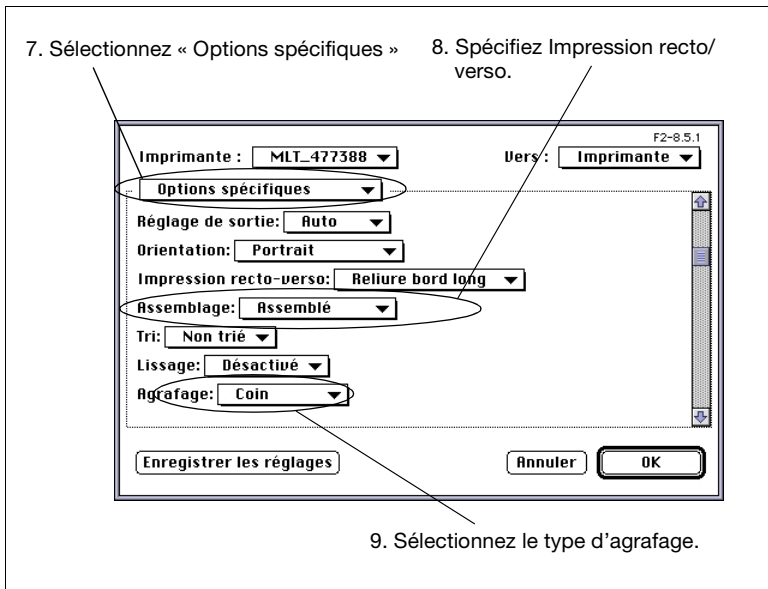 7. Sélectionnez « Options spécifiques »
8. Spécifiez Impression recto/
verso.
F2-8.5.1
Imprimante : MLT_477388
Vers : Imprimante
Options spécifiques
Réglage de sortie: Auto
Orientation: Portrait
Impression recto-verso: Reliure bord long
Assemblage: Assemblé
Tri: Non trié
Lissage: Désactivé
Agrafage: Coin
Enregistrer les réglages
Annuler
OK
9. Sélectionnez le type d’agrafage.